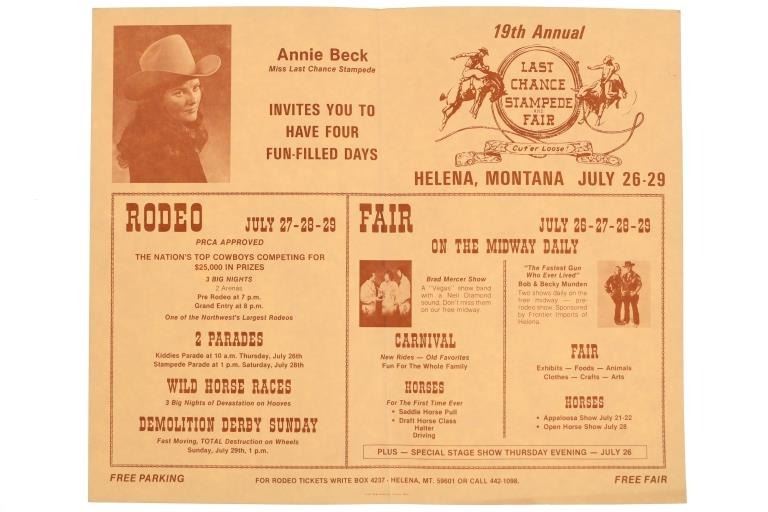 Annie Beck
Miss Last Chance Stampede
INVITES YOU TO
HAVE FOUR
FUN-FILLED DAYS
19th Annual
LAST
CHANCE
STAMPEDE
AND
FAIR
Cut'er Loose!
HELENA, MONTANA JULY 26-29
RODEO JULY 27-28-29
PRCA APPROVED
THE NATION'S TOP COWBOYS COMPETING FOR
$25,000 IN PRIZES
3 BIG NIGHTS
2 Arenas
Pre Rodeo at 7 p.m.
Grand Entry at 8 p.m.
One of the Northwest's Largest Rodeos
2 PARADES
Kiddies Parade at 10 a.m. Thursday, July 26th
Stampede Parade at 1 p.m. Saturday, July 28th
WILD HORSE RACES
3 Big Nights of Devastation on Hooves
DEMOLITION DERBY SUNDAY
Fast Moving, TOTAL Destruction on Wheels
Sunday, July 29th, 1 p.m.
FAIR JULY 26-27-28-29
ON THE MIDWAY DAILY
Brad Mercer Show
A "Vegas" show band
with a Neil Diamond
sound. Don't miss them
on our free midway.
CARNIVAL
New Rides — Old Favorites
Fun For The Whole Family
HORSES
For The First Time Ever
• Saddle Horse Pull
• Draft Horse Class
Halter
Driving
"The Fastest Gun
Who Ever Lived"
Bob & Becky Munden
Two shows daily on the
free midway — pre-
rodeo show. Sponsored
by Frontier Imports of
Helena.
FAIR
Exhibits — Foods — Animals
Clothes — Crafts — Arts
HORSES
• Appaloosa Show July 21-22
• Open Horse Show July 28
PLUS — SPECIAL STAGE SHOW THURSDAY EVENING — JULY 26
FREE PARKING
FOR RODEO TICKETS WRITE BOX 4237 - HELENA, MT. 59601 OR CALL 442-1098.
FREE FAIR